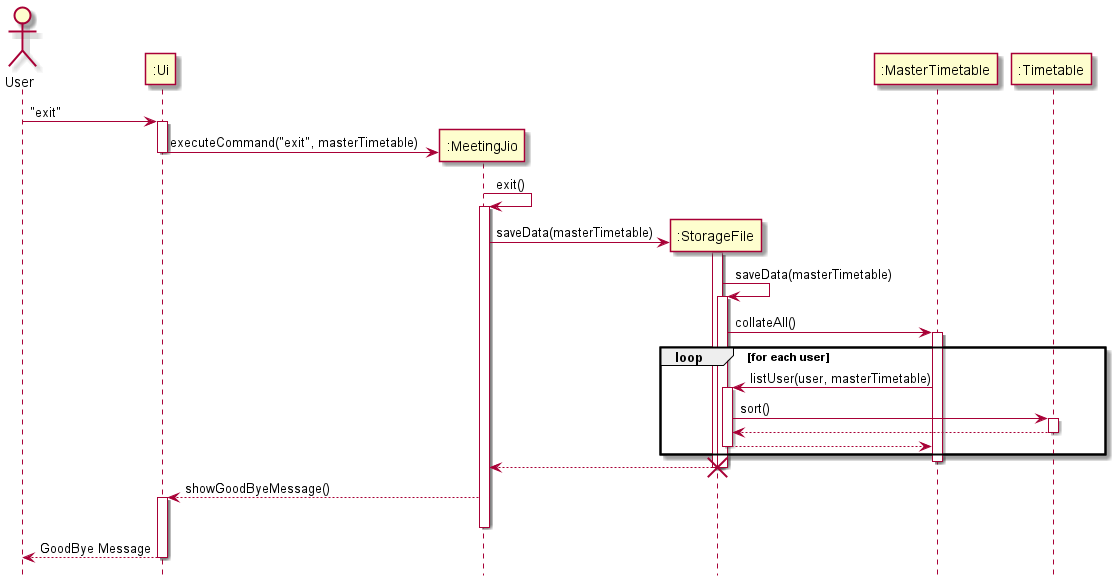 User
:Ui
:MasterTimetable
:Timetable
"exit"
executeCommand("exit", masterTimetable)
:MeetingJio
exit()
saveData(masterTimetable)
:StorageFile
saveData(masterTimetable)
collateAll()
loop
[for each user]
listUser(user, masterTimetable)
sort()
showGoodByeMessage()
GoodBye Message